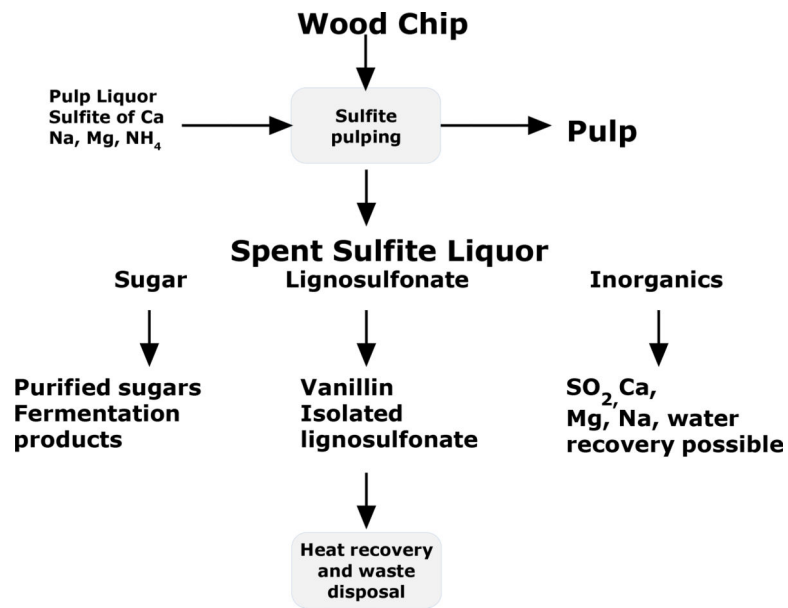 Wood Chip
Pulp Liquor
Sulfite of Ca
Na, Mg, NH₄
Sulfite
pulping
Pulp
Spent Sulfite Liquor
Sugar
Lignosulfonate
Inorganics
Purified sugars
Fermentation
products
Vanillin
Isolated
lignosulfonate
SO₂, Ca,
Mg, Na, water
recovery possible
Heat recovery
and waste
disposal